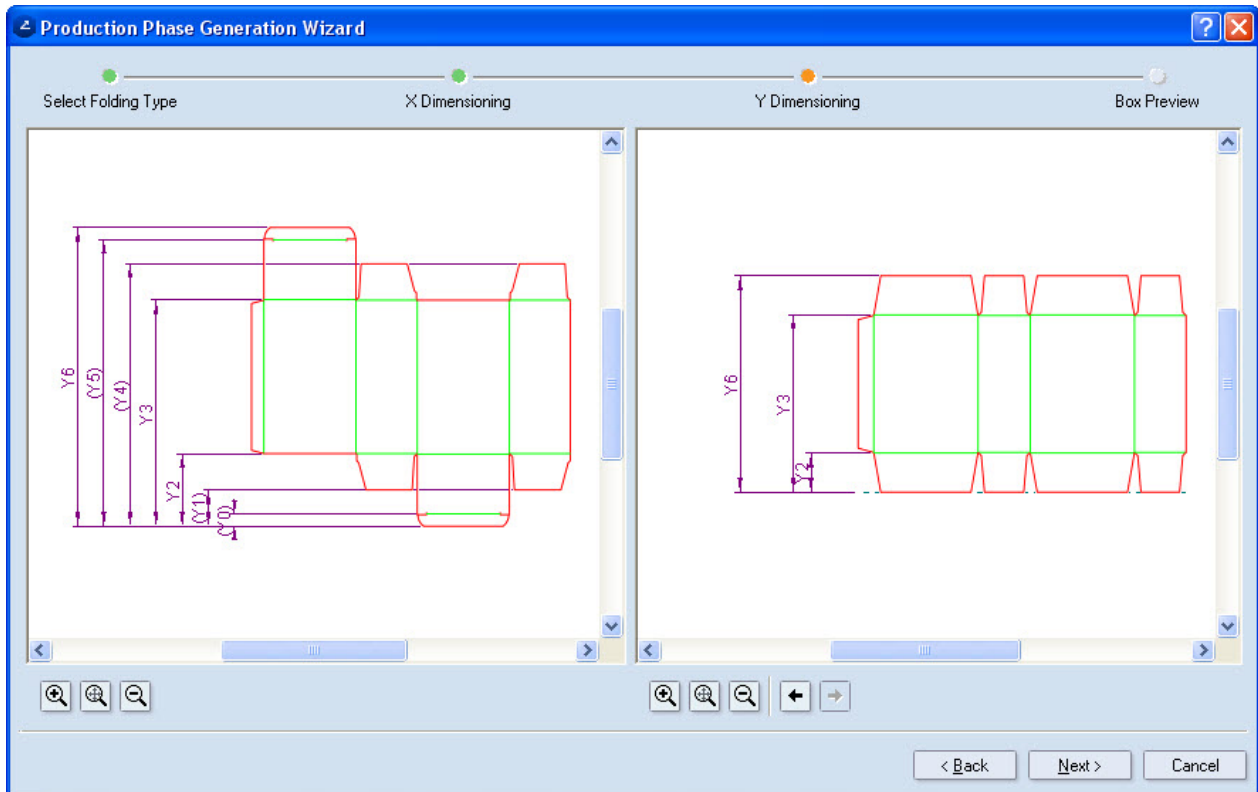 Production Phase Generation Wizard
Select Folding Type
X Dimensioning
Y Dimensioning
Box Preview
Y6
(Y5)
(Y4)
Y3
Y2
(Y1)
(Y0)
Y6
Y3
Y2
< Back
Next >
Cancel